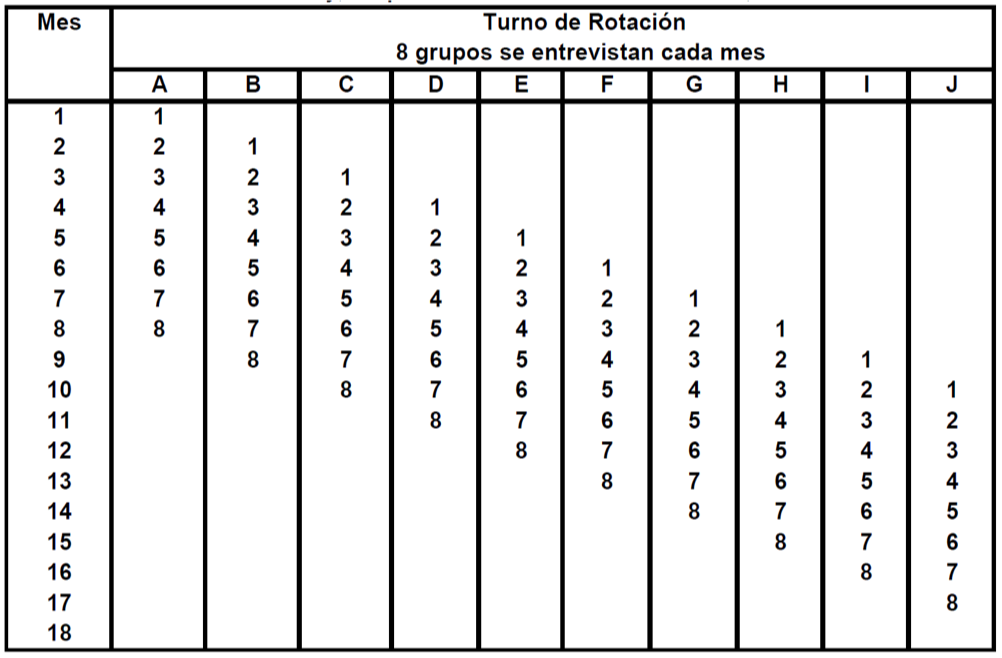 Mes Turno de Rotación
8 grupos se entrevistan cada mes
A B C D E F G H I J
1 1
2 2 1
3 3 2 1
4 4 3 2 1
5 5 4 3 2 1
6 6 5 4 3 2 1
7 7 6 5 4 3 2 1
8 8 7 6 5 4 3 2 1
9 8 7 6 5 4 3 2 1
10 8 7 6 5 4 3 2 1
11 8 7 6 5 4 3 2
12 8 7 6 5 4 3
13 8 7 6 5 4
14 8 7 6 5
15 8 7 6
16 8 7
17 8
18